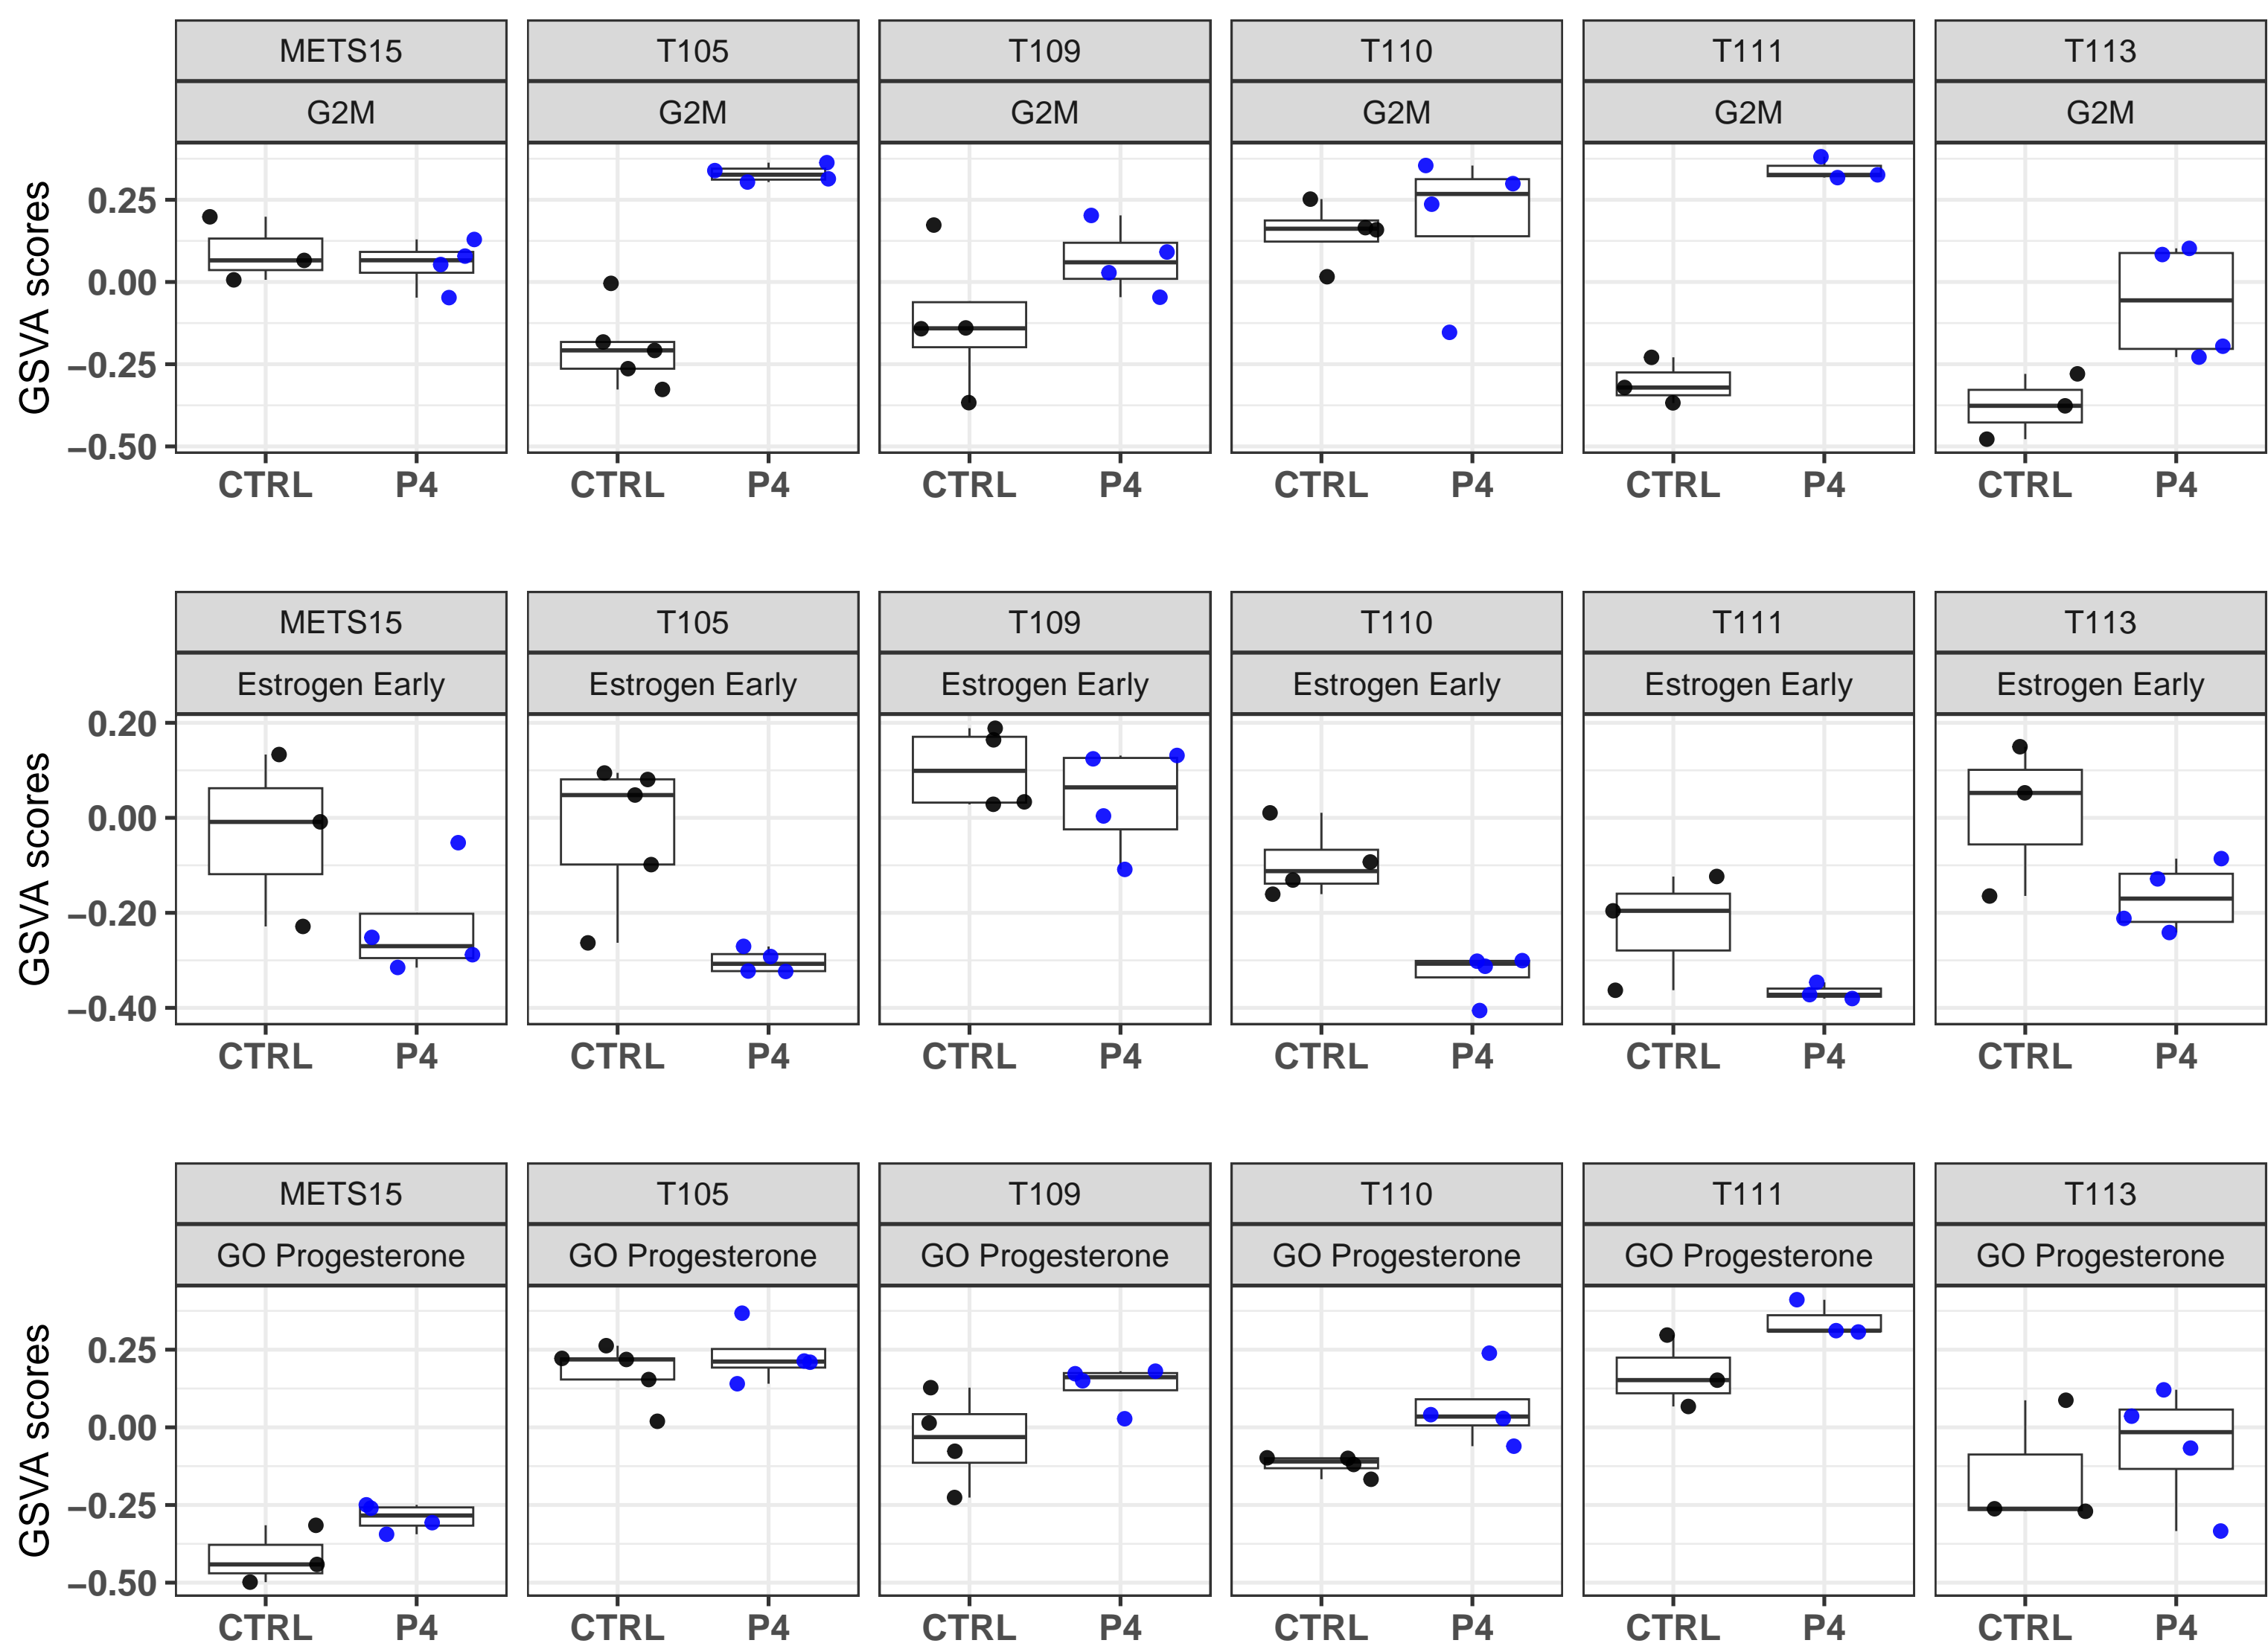 METS15 T105 T109 T110 T111 T113
G2M G2M G2M G2M G2M G2M
GSVA scores
0.25
0.00
−0.25
−0.50
CTRL P4 CTRL P4 CTRL P4 CTRL P4 CTRL P4 CTRL P4
METS15 T105 T109 T110 T111 T113
Estrogen Early Estrogen Early Estrogen Early Estrogen Early Estrogen Early Estrogen Early
GSVA scores
0.20
0.00
−0.20
−0.40
CTRL P4 CTRL P4 CTRL P4 CTRL P4 CTRL P4 CTRL P4
METS15 T105 T109 T110 T111 T113
GO Progesterone GO Progesterone GO Progesterone GO Progesterone GO Progesterone GO Progesterone
GSVA scores
0.25
0.00
−0.25
−0.50
CTRL P4 CTRL P4 CTRL P4 CTRL P4 CTRL P4 CTRL P4